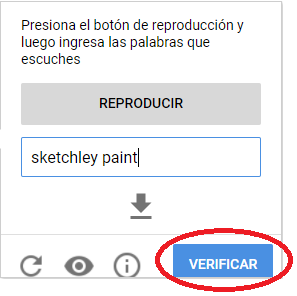 Presiona el botón de reproducción y
luego ingresa las palabras que
escuches
REPRODUCIR
sketchley paint
VERIFICAR